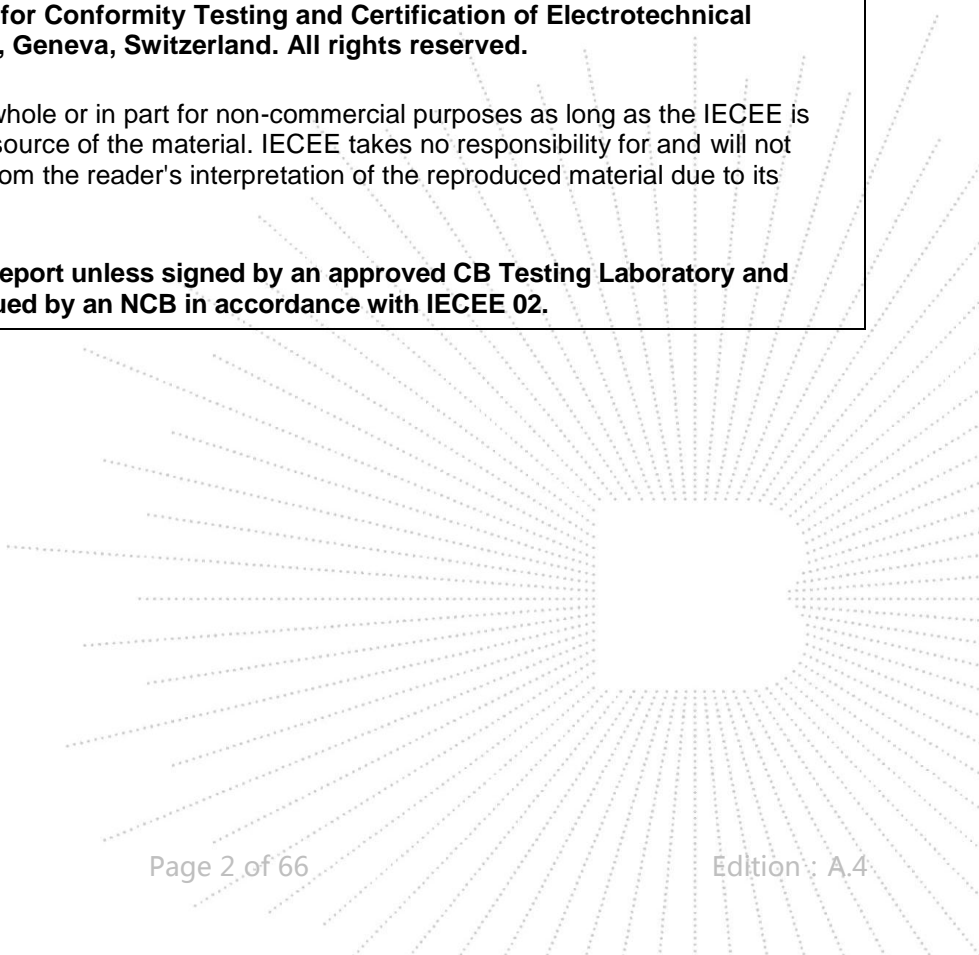 for Conformity Testing and Certification of Electrotechnical
, Geneva, Switzerland. All rights reserved.
whole or in part for non-commercial purposes as long as the IECEE is
source of the material. IECEE takes no responsibility for and will not
om the reader's interpretation of the reproduced material due to its
eport unless signed by an approved CB Testing Laboratory and
ued by an NCB in accordance with IECEE 02.
Page 2 of 66 Edition : A.4